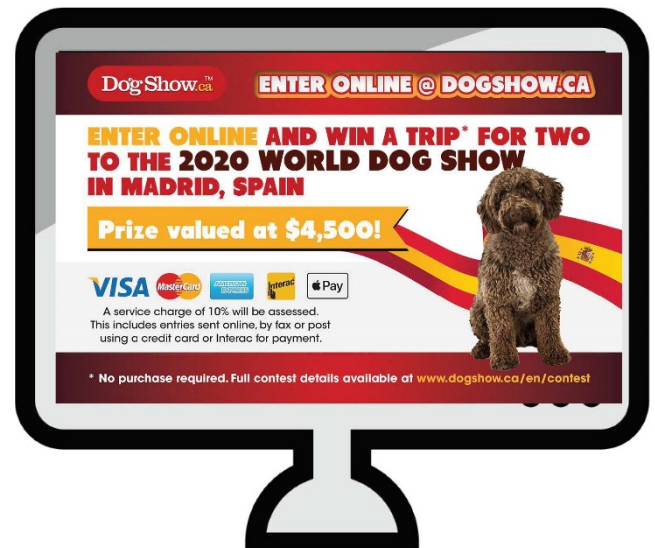 DogShow.ca™
ENTER ONLINE @ DOGSHOW.CA
ENTER ONLINE AND WIN A TRIP* FOR TWO
TO THE 2020 WORLD DOG SHOW
IN MADRID, SPAIN
Prize valued at $4,500!
VISA MasterCard AMERICAN EXPRESS Interac Pay
A service charge of 10% will be assessed.
This includes entries sent online, by fax or post
using a credit card or Interac for payment.
* No purchase required. Full contest details available at www.dogshow.ca/en/contest